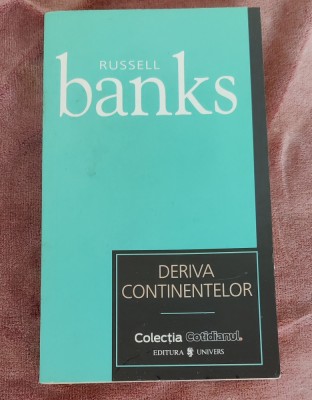 RUSSELL
banks
DERIVA
CONTINENTELOR
Colecția Cotidianul
EDITURA UNIVERS